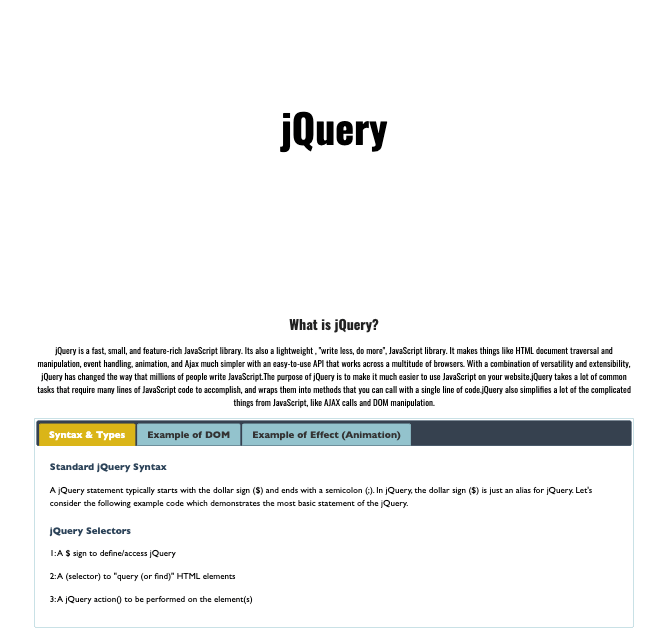 jQuery
What is jQuery?
jQuery is a fast, small, and feature-rich JavaScript library. Its also a lightweight , "write less, do more", JavaScript library. It makes things like HTML document traversal and
manipulation, event handling, animation, and Ajax much simpler with an easy-to-use API that works across a multitude of browsers. With a combination of versatility and extensibility,
jQuery has changed the way that millions of people write JavaScript.The purpose of jQuery is to make it much easier to use JavaScript on your website.jQuery takes a lot of common
tasks that require many lines of JavaScript code to accomplish, and wraps them into methods that you can call with a single line of code.jQuery also simplifies a lot of the complicated
things from JavaScript, like AJAX calls and DOM manipulation.
Syntax & Types Example of DOM Example of Effect (Animation)
Standard jQuery Syntax
A jQuery statement typically starts with the dollar sign ($) and ends with a semicolon (;). In jQuery, the dollar sign ($) is just an alias for jQuery. Let's
consider the following example code which demonstrates the most basic statement of the jQuery.
jQuery Selectors
1: A $ sign to define/access jQuery
2: A (selector) to "query (or find)" HTML elements
3: A jQuery action() to be performed on the element(s)